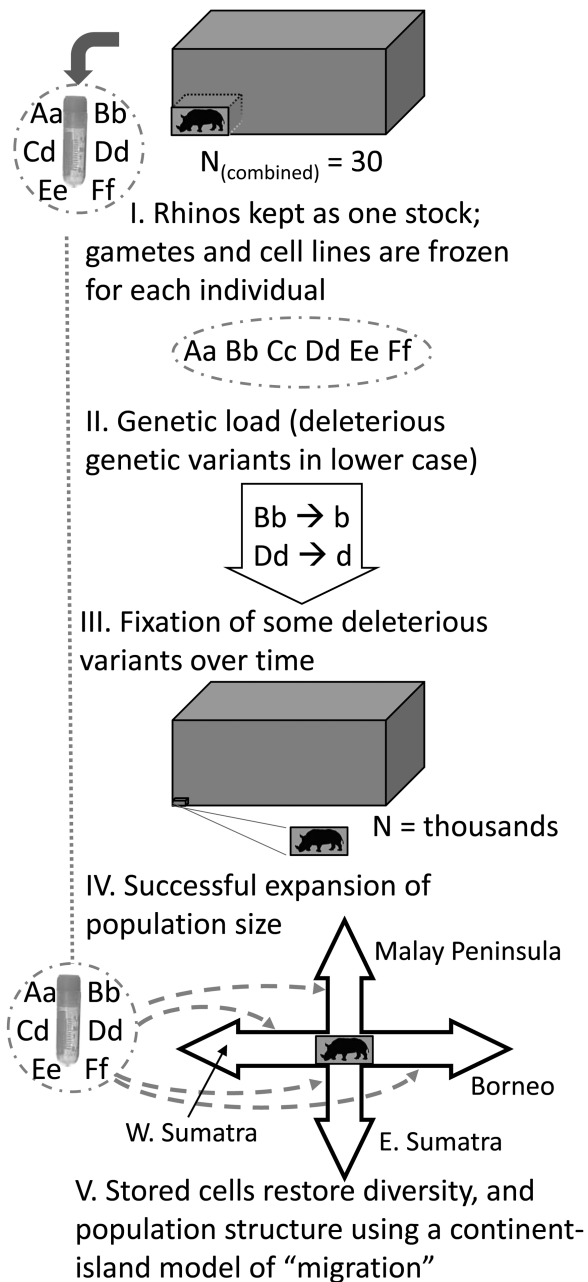 Aa Bb
Cd Dd
Ee Ff
N(combined) = 30
I. Rhinos kept as one stock;
gametes and cell lines are frozen
for each individual
Aa Bb Cc Dd Ee Ff
II. Genetic load (deleterious
genetic variants in lower case)
Bb → b
Dd → d
III. Fixation of some deleterious
variants over time
N = thousands
IV. Successful expansion of
population size
Malay Peninsula
Aa Bb
Cd Dd
Ee Ff
Borneo
W. Sumatra
E. Sumatra
V. Stored cells restore diversity, and
population structure using a continent-
island model of “migration”